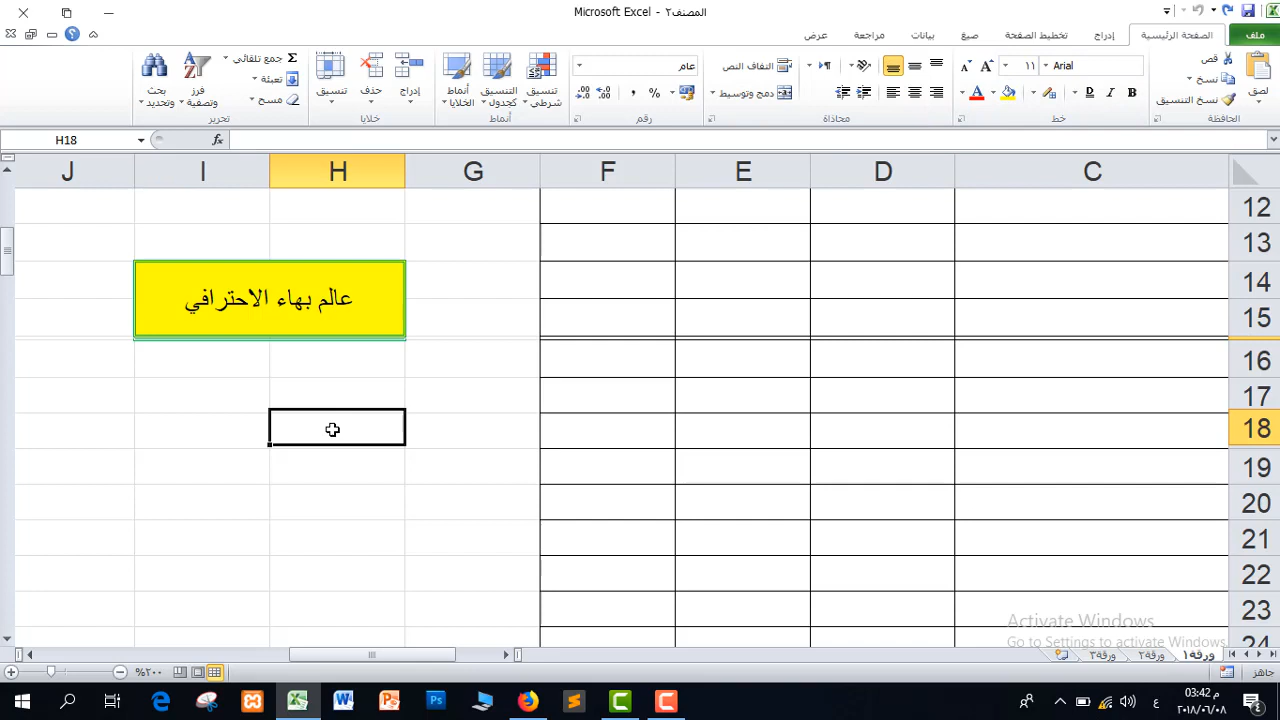 المصنف٢ - Microsoft Excel
ملف
الصفحة الرئيسية
إدراج
تخطيط الصفحة
صيغ
بيانات
مراجعة
عرض
لصق
قص
نسخ
نسخ التنسيق
الحافظة
Arial
١١
خط
التفاف النص
دمج وتوسيط
محاذاة
عام
رقم
تنسيق شرطي
التنسيق كجدول
أنماط الخلايا
أنماط
إدراج
حذف
تنسيق
خلايا
جمع تلقائي
تعبئة
مسح
فرز وتصفية
بحث وتحديد
تحرير
H18
fx
C
D
E
F
G
H
I
J
12
13
14
15
16
17
18
19
20
21
22
23
24
عالم بهاء الاحترافي
Activate Windows
Go to Settings to activate Windows
ورقة١
ورقة٢
ورقة٣
جاهز
%٢٠٠
03:42 م
٢٠١٨/٠٦/٠٨
ع